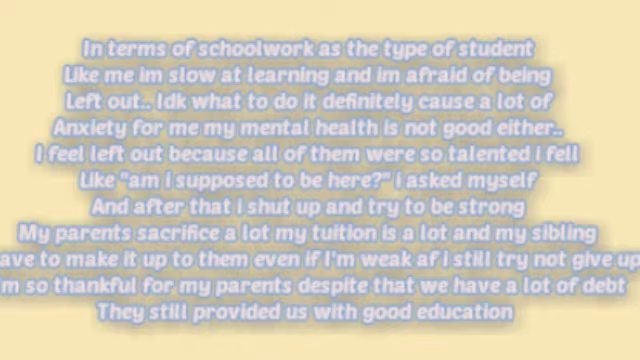 In terms of schoolwork as the type of student
Like me im slow at learning and im afraid of being
Left out.. Idk what to do it definitely cause a lot of
Anxiety for me my mental health is not good either..
I feel left out because all of them were so talented i fell
Like "am i supposed to be here?" i asked myself
And after that i shut up and try to be strong
My parents sacrifice a lot my tuition is a lot and my sibling
ave to make it up to them even if I'm weak af i still try not give up
m so thankful for my parents despite that we have a lot of debt
They still provided us with good education